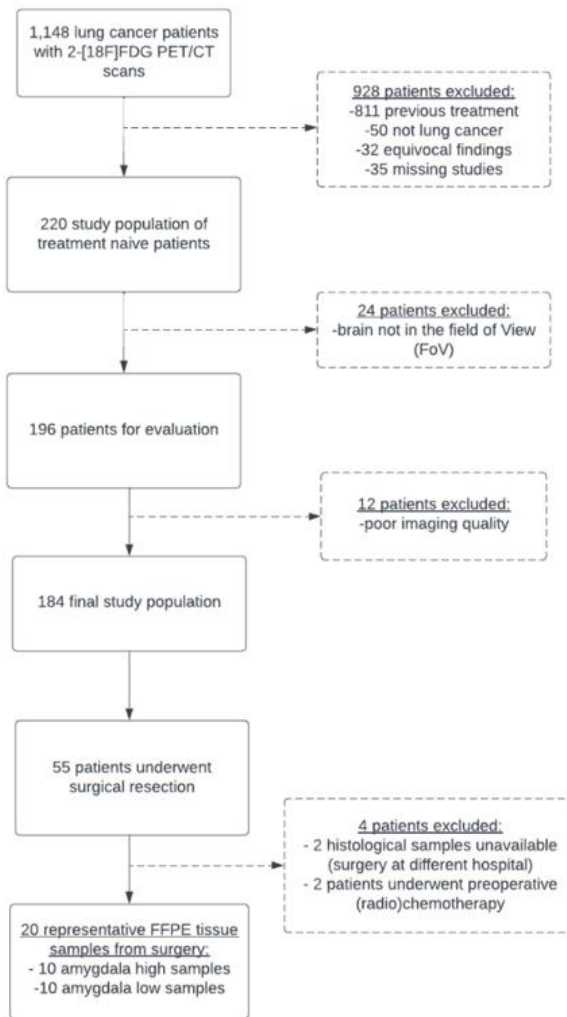 1,148 lung cancer patients
with 2-[18F]FDG PET/CT
scans
928 patients excluded:
-811 previous treatment
-50 not lung cancer
-32 equivocal findings
-35 missing studies
220 study population of
treatment naive patients
24 patients excluded:
-brain not in the field of View
(FoV)
196 patients for evaluation
12 patients excluded:
-poor imaging quality
184 final study population
55 patients underwent
surgical resection
4 patients excluded:
- 2 histological samples unavailable
(surgery at different hospital)
- 2 patients underwent preoperative
(radio)chemotherapy
20 representative FFPE tissue
samples from surgery:
- 10 amygdala high samples
-10 amygdala low samples